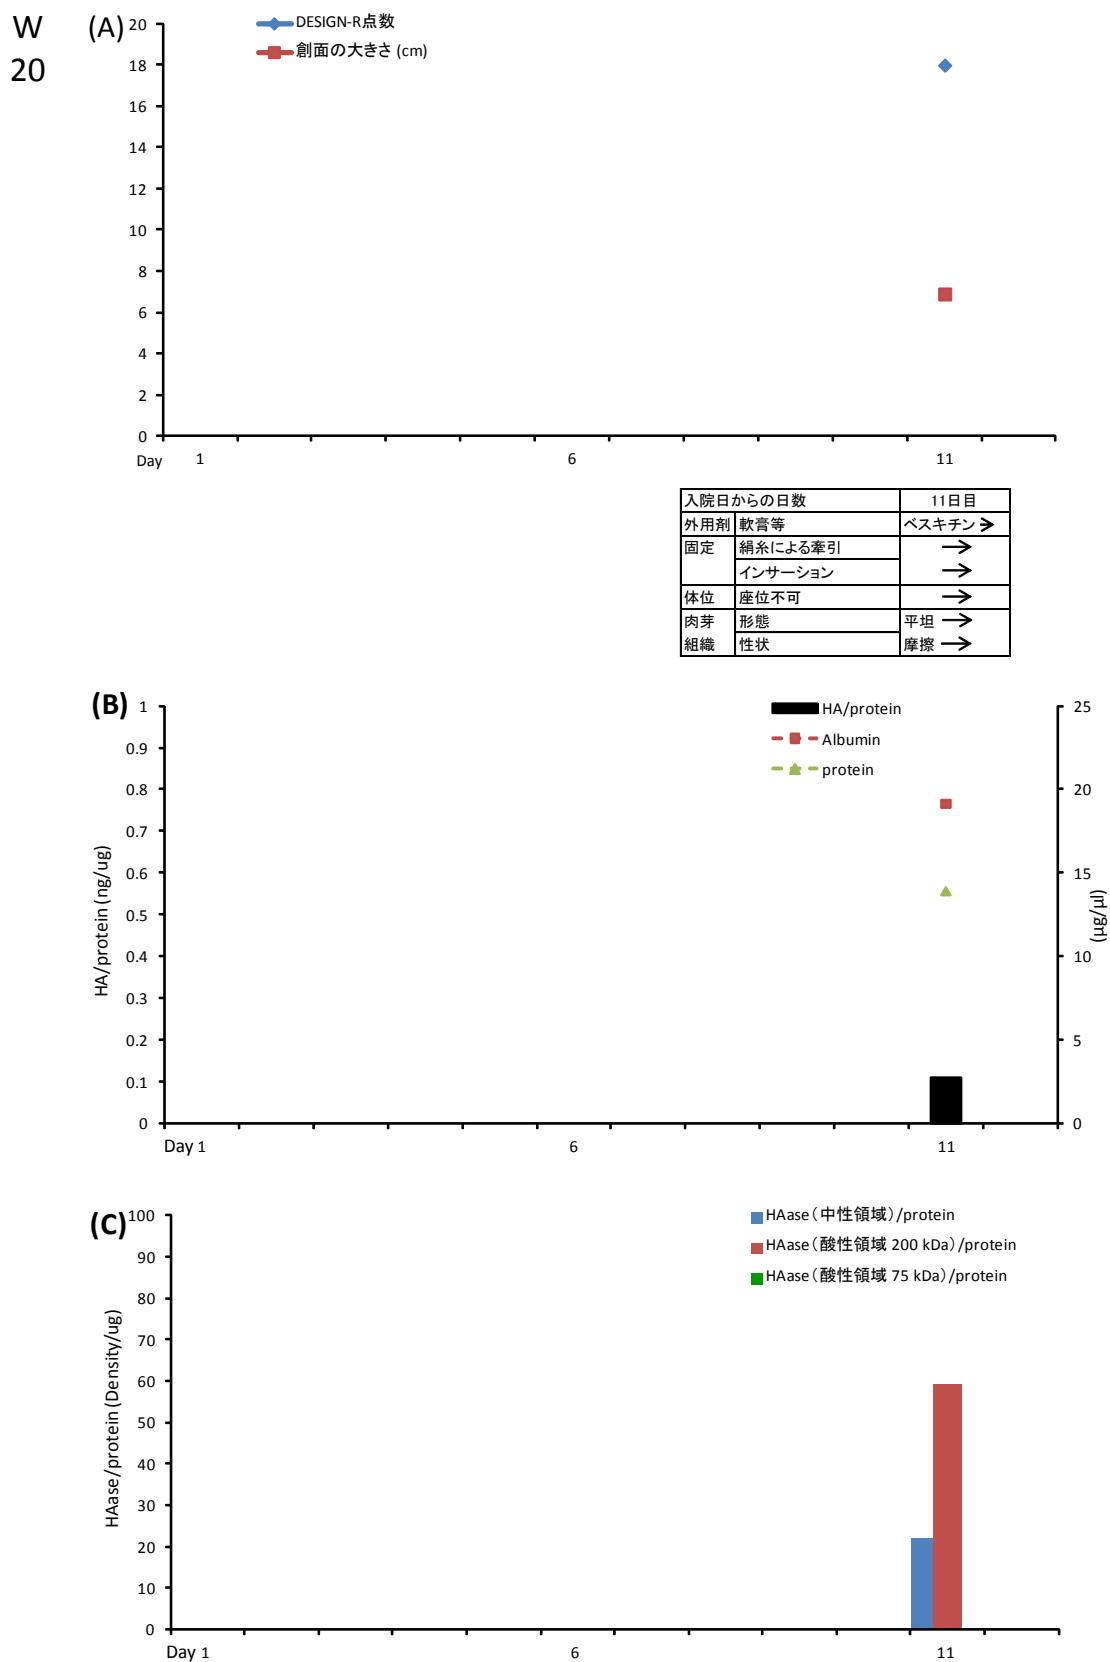 W
20
(A)
DESIGN-R点数
創面の大きさ (cm)
20
18
16
14
12
10
8
6
4
2
0
Day 1 6 11
入院日からの日数 11日目
外用剤 軟膏等 ベスキチン →
固定 絹糸による牽引 →
インサーション →
体位 座位不可 →
肉芽 形態 平坦 →
組織 性状 摩擦 →
(B)
HA/protein
Albumin
protein
HA/protein (ng/ug)
1
0.9
0.8
0.7
0.6
0.5
0.4
0.3
0.2
0.1
0
25
20
15
10
5
0
(μg/μl)
Day 1 6 11
(C)
HAase（中性領域）/protein
HAase（酸性領域 200 kDa）/protein
HAase（酸性領域 75 kDa）/protein
HAase/protein (Density/ug)
100
90
80
70
60
50
40
30
20
10
0
Day 1 6 11